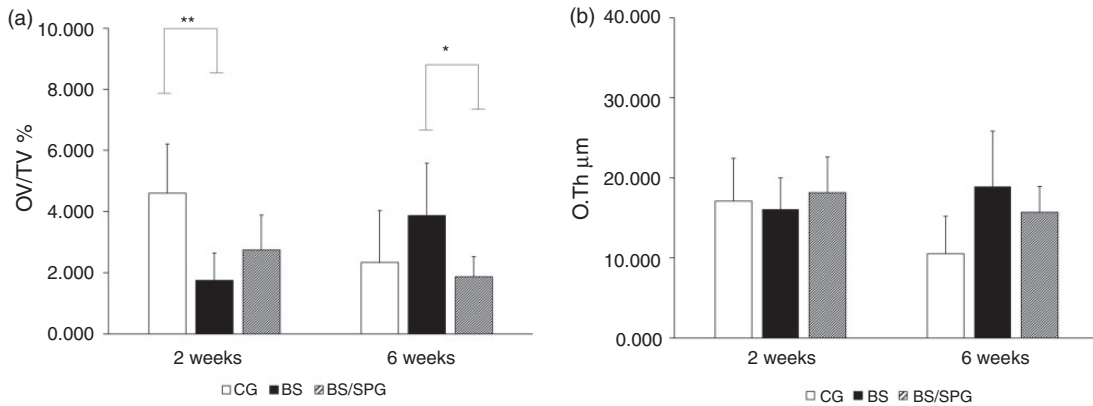 (a)
10.000
8.000
6.000
4.000
2.000
0.000
OV/TV %
**
*
2 weeks 6 weeks
CG BS BS/SPG
(b)
40.000
30.000
20.000
10.000
0.000
O.Th μm
2 weeks 6 weeks
CG BS BS/SPG